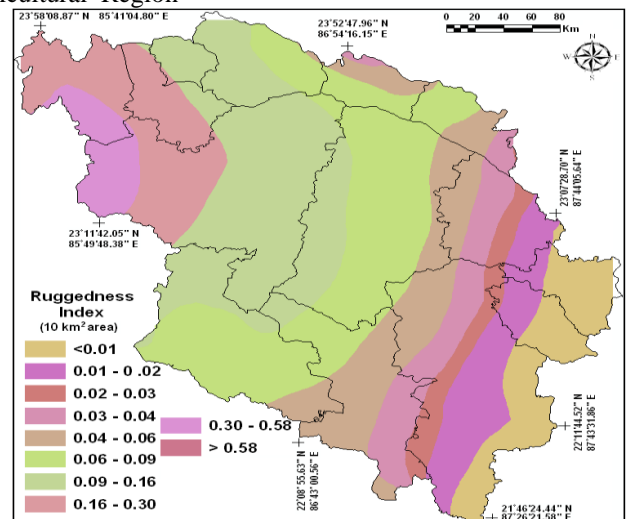 23°58'08.87" N
85°41'04.80" E
23°52'47.96" N
86°54'16.15" E
0 20 40 60 80
Km
N
W E
S
23°07'28.70" N
87°44'05.64" E
23°11'42.05" N
85°49'48.38" E
Ruggedness
Index
(10 km² area)
<0.01
0.01 - 0 .02
0.02 - 0.03
0.03 - 0.04
0.04 - 0.06
0.06 - 0.09
0.09 - 0.16
0.16 - 0.30
0.30 - 0.58
> 0.58
22°08'55.63" N
86°43'00.56" E
22°11'44.52" N
87°43'31.86" E
21°46'24.44" N
87°26'21.58" E